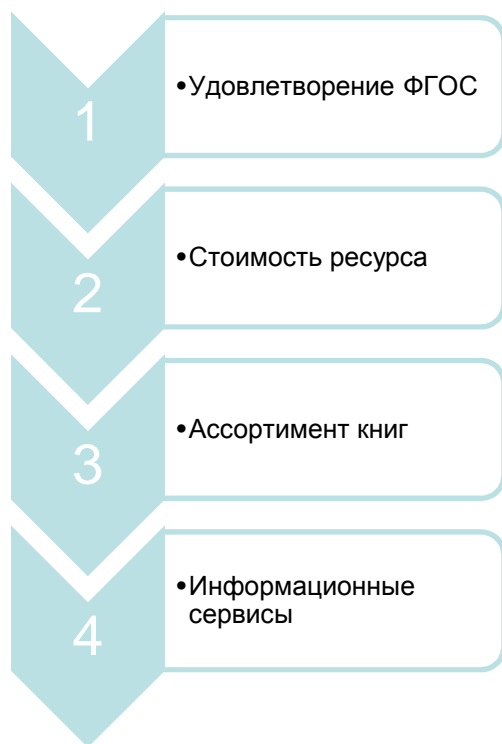 1
•Удовлетворение ФГОС
2
•Стоимость ресурса
3
•Ассортимент книг
4
•Информационные
сервисы